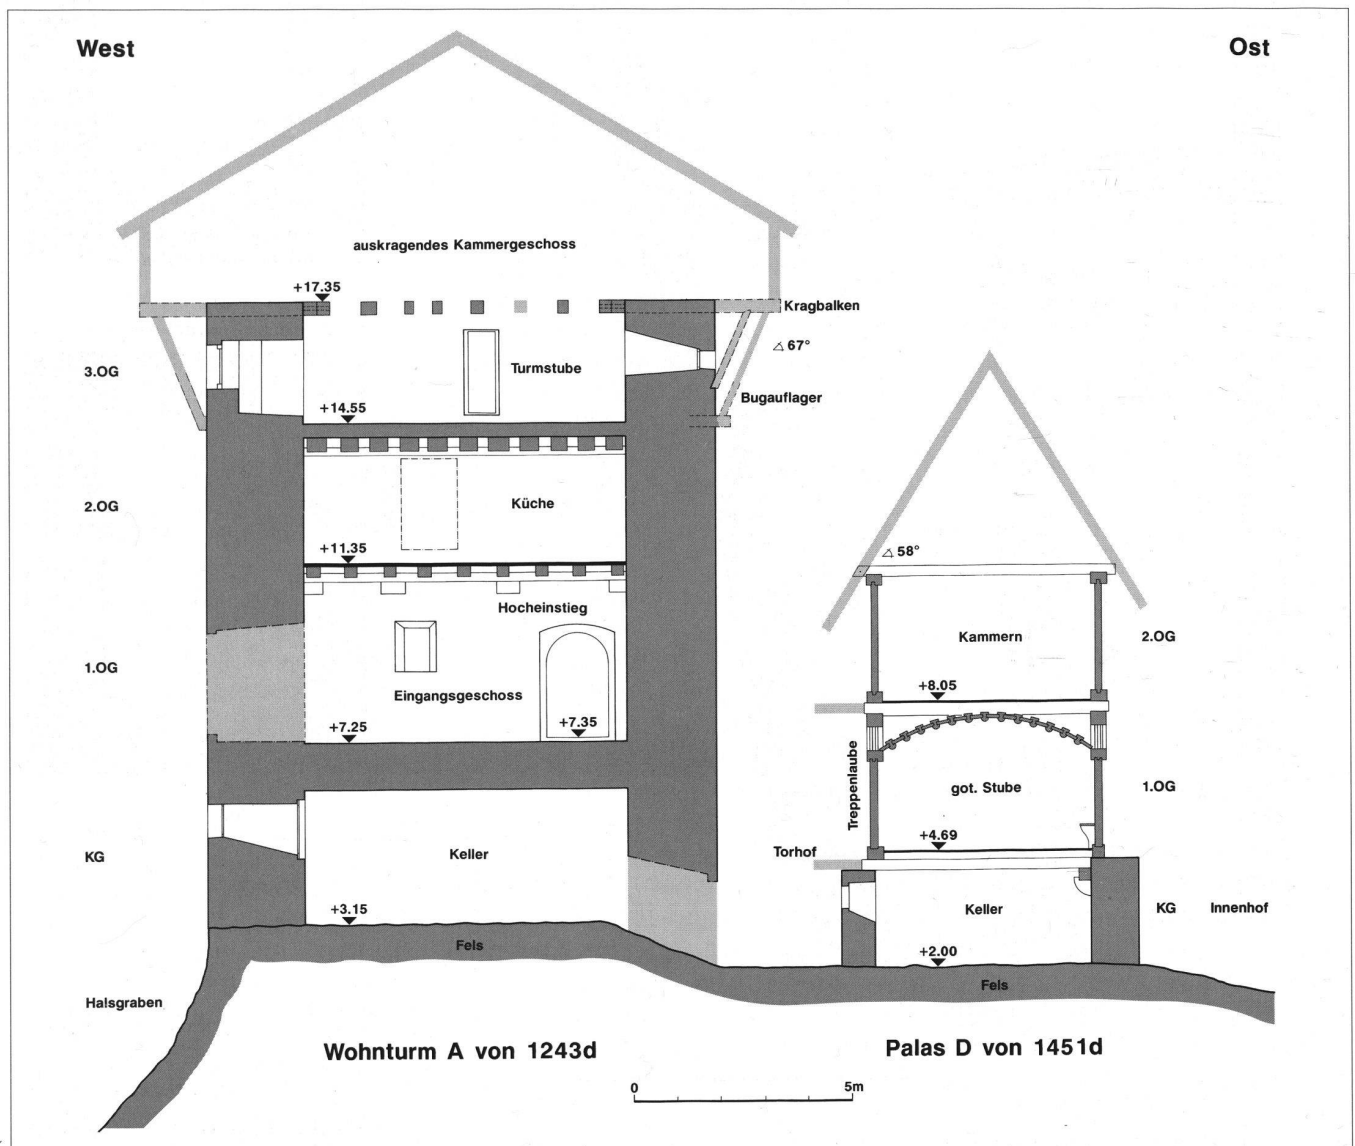 West
Ost
auskragendes Kammergeschoss
+17.35
Kragbalken
67°
3.OG
Turmstube
Bugauflager
+14.55
2.OG
Küche
+11.35
58°
Hocheinstieg
Kammern
2.OG
1.OG
Eingangsgeschoss
+8.05
+7.25
+7.35
Treppenlaube
got. Stube
1.OG
+4.69
KG
Keller
Torhof
+3.15
Keller
KG
Innenhof
Fels
+2.00
Fels
Halsgraben
Wohnturm A von 1243d
Palas D von 1451d
0
5m